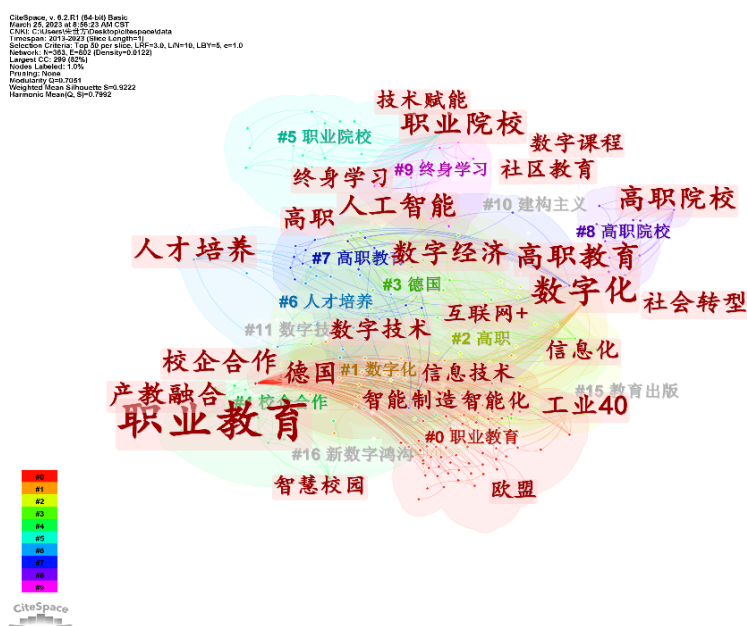 CiteSpace, v. 6.2.R1 (64-bit) Basic
March 25, 2023 at 8:56:23 AM CST
CNKI: C:\Users\朱世方\Desktop\citespace\data
Timespan: 2013-2023 (Slice Length=1)
Selection Criteria: Top 50 per slice, LRF=3.0, L/N=10, LBY=5, e=1.0
Network: N=363, E=802 (Density=0.0122)
Largest CC: 299 (82%)
Nodes Labeled: 1.0%
Pruning: None
Modularity Q=0.7051
Weighted Mean Silhouette S=0.9222
Harmonic Mean(Q, S)=0.7992
技术赋能
职业院校
#5 职业院校
数字课程
终身学习
#9 终身学习
社区教育
高职
人工智能
#10 建构主义
高职院校
#8 高职院校
人才培养
#7 高职教育
数字经济
高职教育
#3 德国
数字化
#6 人才培养
社会转型
互联网+
#11 数字技
数字技术
#2 高职
信息化
校企合作
德国
#1 数字化
信息技术
产教融合
#4 校企合作
智能制造
智能化
工业40
#15 教育出版
职业教育
#0 职业教育
#16 新数字鸿沟
智慧校园
欧盟
#0
#1
#2
#3
#4
#5
#6
#7
#8
#9
CiteSpace